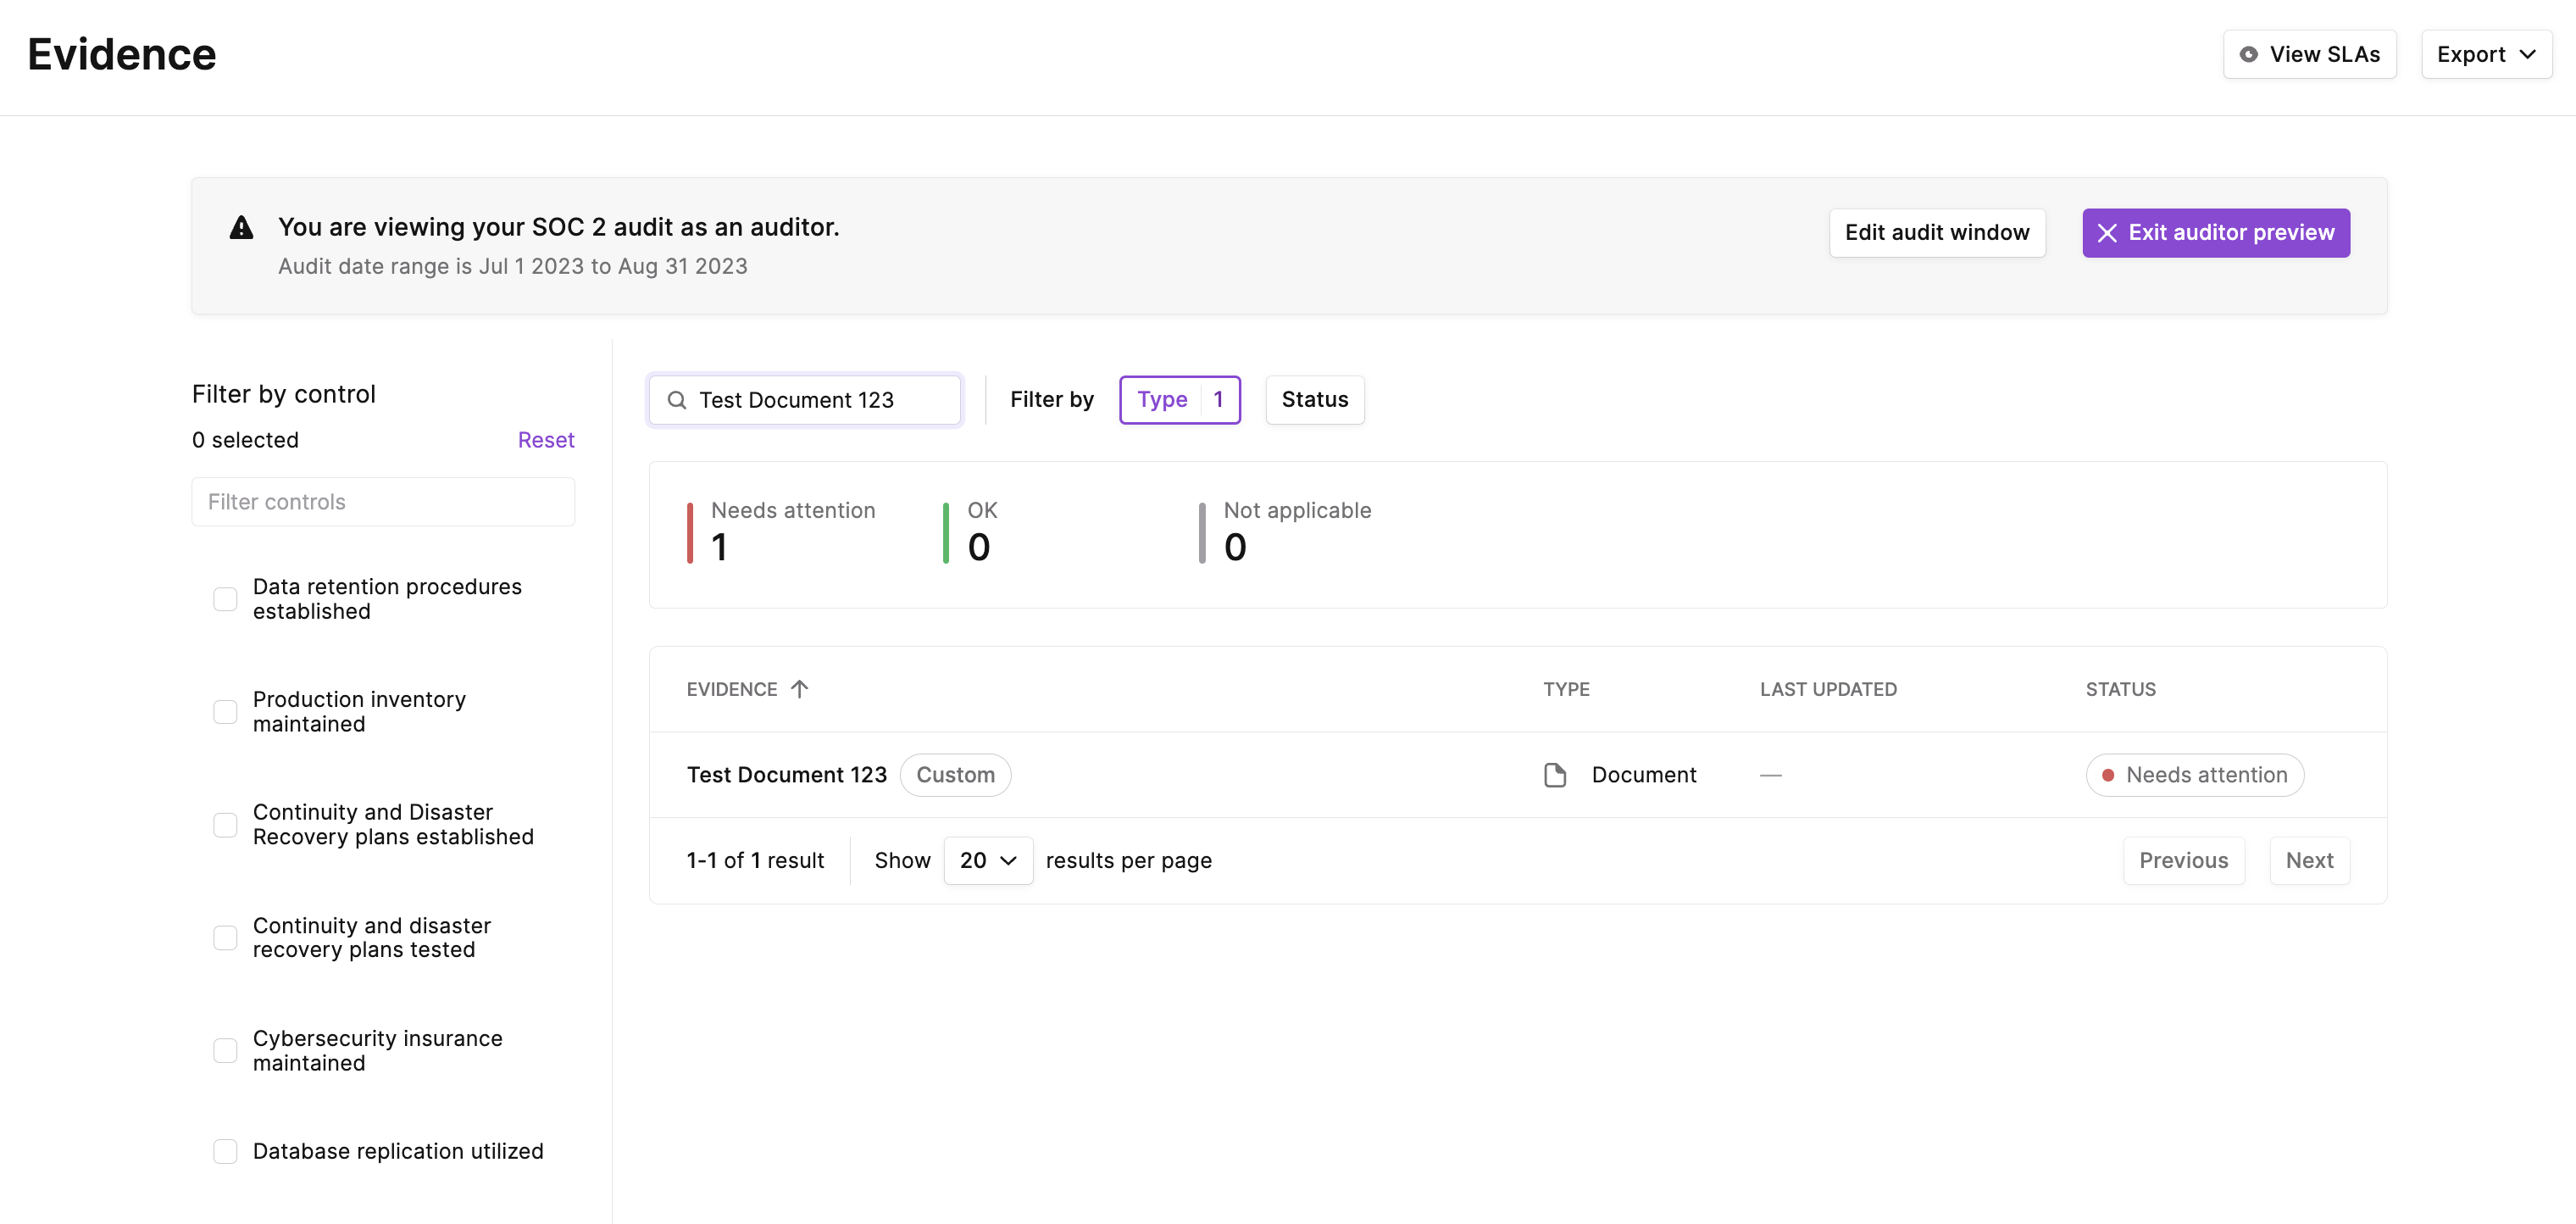 Evidence
View SLAs
Export
You are viewing your SOC 2 audit as an auditor.
Audit date range is Jul 1 2023 to Aug 31 2023
Edit audit window
Exit auditor preview
Filter by control
0 selected
Reset
Filter controls
Data retention procedures
established
Production inventory
maintained
Continuity and Disaster
Recovery plans established
Continuity and disaster
recovery plans tested
Cybersecurity insurance
maintained
Database replication utilized
Test Document 123
Filter by
Type 1
Status
Needs attention
1
OK
0
Not applicable
0
EVIDENCE
TYPE
LAST UPDATED
STATUS
Test Document 123
Custom
Document
—
Needs attention
1-1 of 1 result
Show
20
results per page
Previous
Next